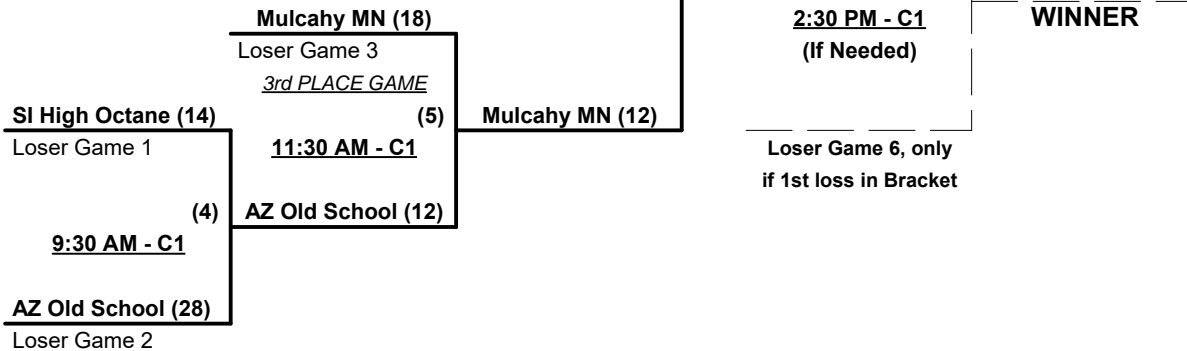 Mulcahy MN (18)
2:30 PM - C1
WINNER
Loser Game 3
(If Needed)
3rd PLACE GAME
SI High Octane (14)
(5)
Mulcahy MN (12)
Loser Game 1
11:30 AM - C1
Loser Game 6, only
if 1st loss in Bracket
(4)
AZ Old School (12)
9:30 AM - C1
AZ Old School (28)
Loser Game 2